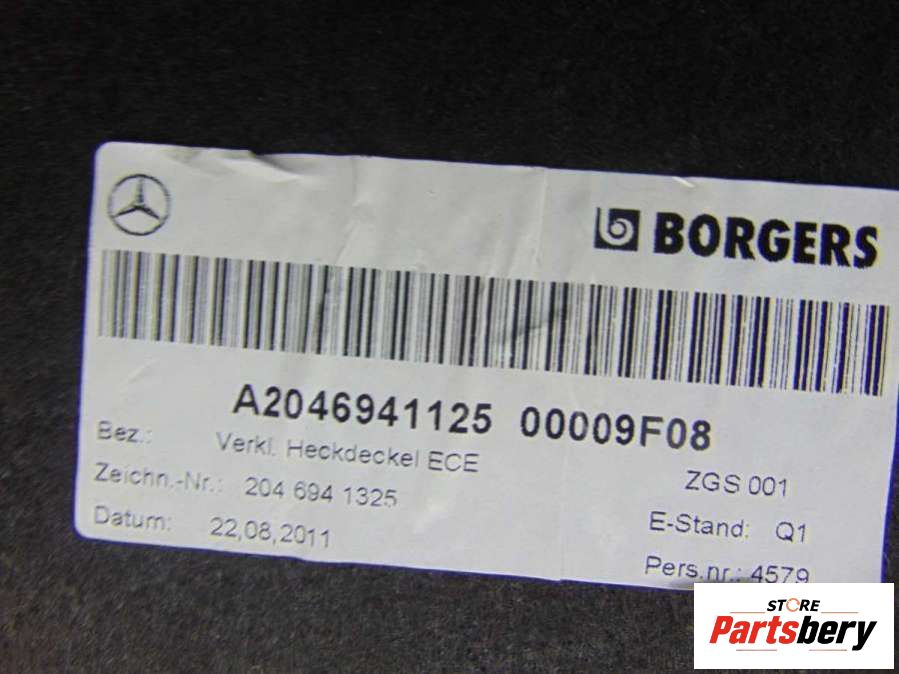 BORGERS
A2046941125 00009F08
Bez.: Verkl. Heckdeckel ECE
ZGS 001
Zeichn.-Nr.: 204 694 1325
E-Stand: Q1
Datum: 22,08,2011
Pers.nr.: 4579
STORE
Partsbery